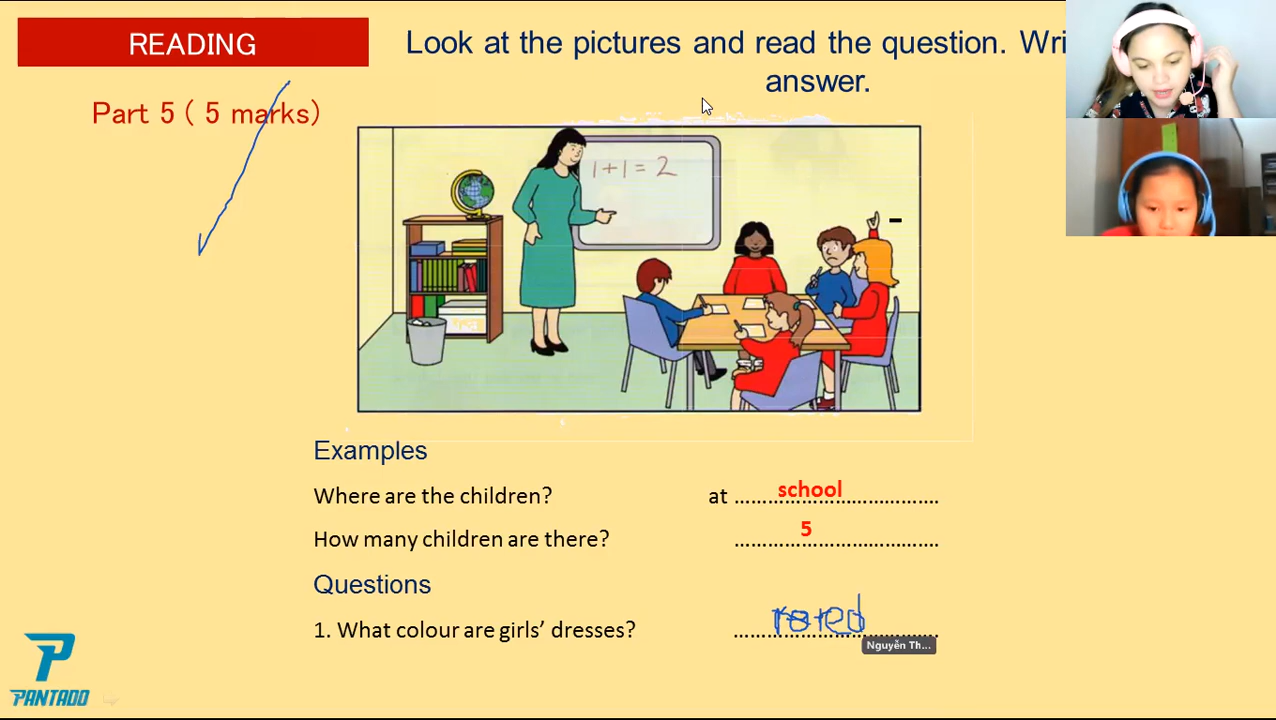 READING
Look at the pictures and read the question. Wri
answer.
Part 5 ( 5 marks)
1+1=2
Examples
Where are the children? at ...school...
How many children are there? ...5...
Questions
1. What colour are girls' dresses? ...red...
Nguyễn Th...
PANTADO